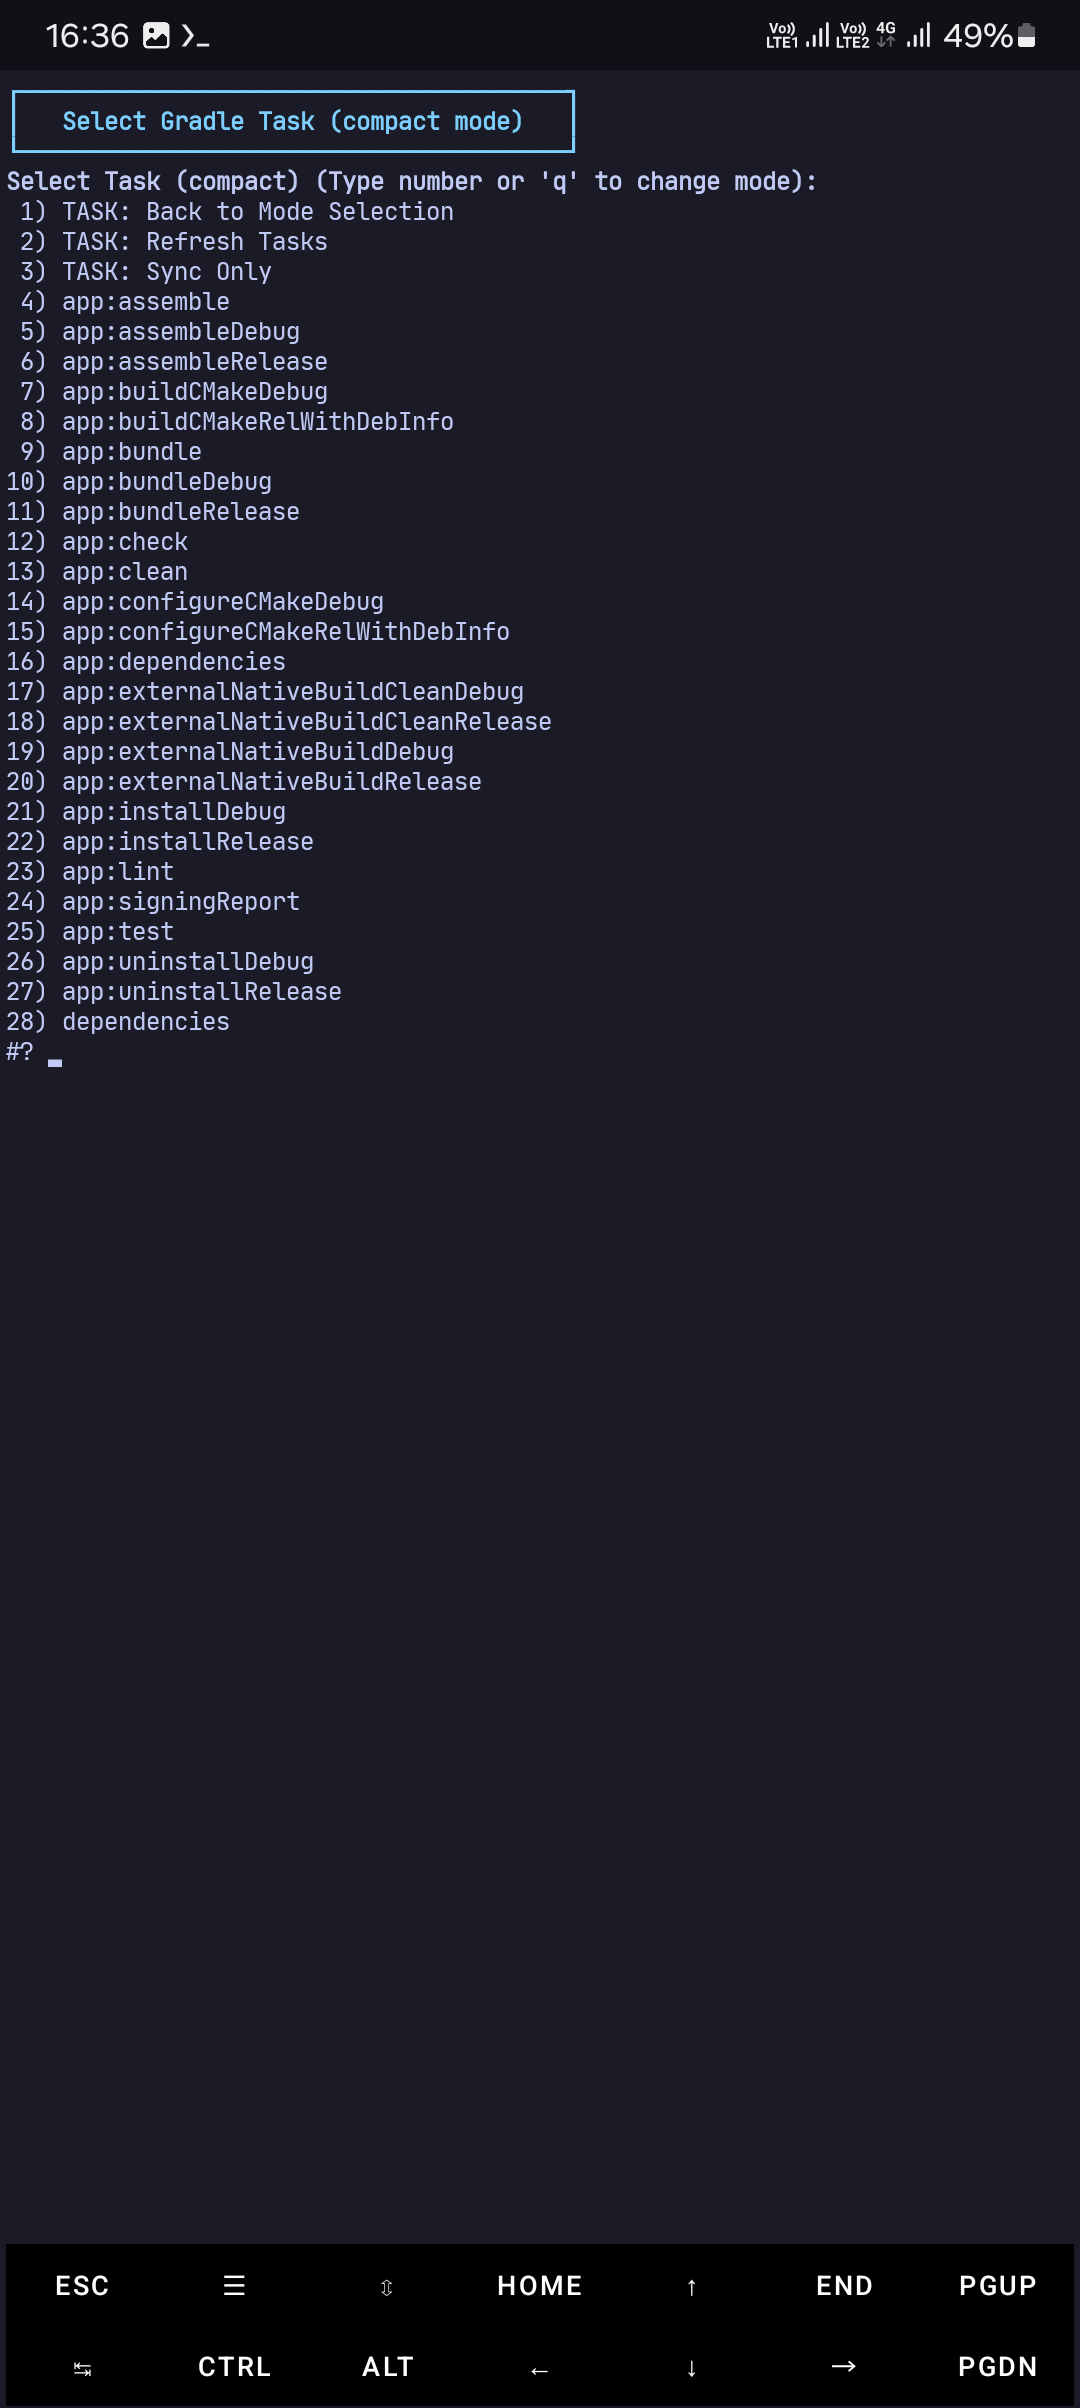 16:36 49%
Vo)) LTE1 Vo)) LTE2 4G
Select Gradle Task (compact mode)
Select Task (compact) (Type number or 'q' to change mode):
1) TASK: Back to Mode Selection
2) TASK: Refresh Tasks
3) TASK: Sync Only
4) app:assemble
5) app:assembleDebug
6) app:assembleRelease
7) app:buildCMakeDebug
8) app:buildCMakeRelWithDebInfo
9) app:bundle
10) app:bundleDebug
11) app:bundleRelease
12) app:check
13) app:clean
14) app:configureCMakeDebug
15) app:configureCMakeRelWithDebInfo
16) app:dependencies
17) app:externalNativeBuildCleanDebug
18) app:externalNativeBuildCleanRelease
19) app:externalNativeBuildDebug
20) app:externalNativeBuildRelease
21) app:installDebug
22) app:installRelease
23) app:lint
24) app:signingReport
25) app:test
26) app:uninstallDebug
27) app:uninstallRelease
28) dependencies
#?
ESC ☰ ⇳ HOME ↑ END PGUP
↹ CTRL ALT ← ↓ → PGDN